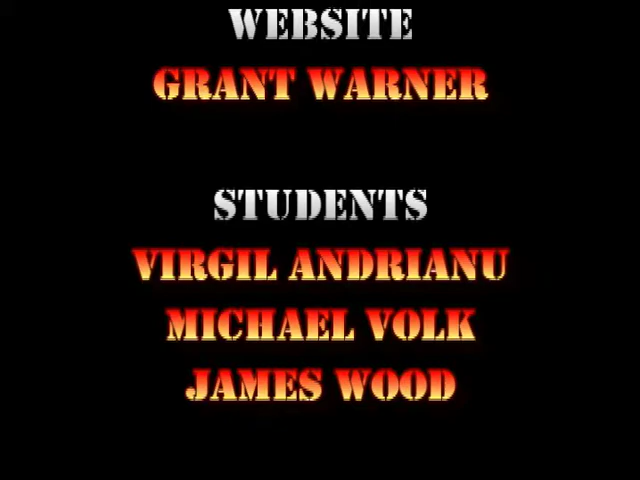 WEBSITE
GRANT WARNER
STUDENTS
VIRGIL ANDRIANU
MICHAEL VOLK
JAMES WOOD